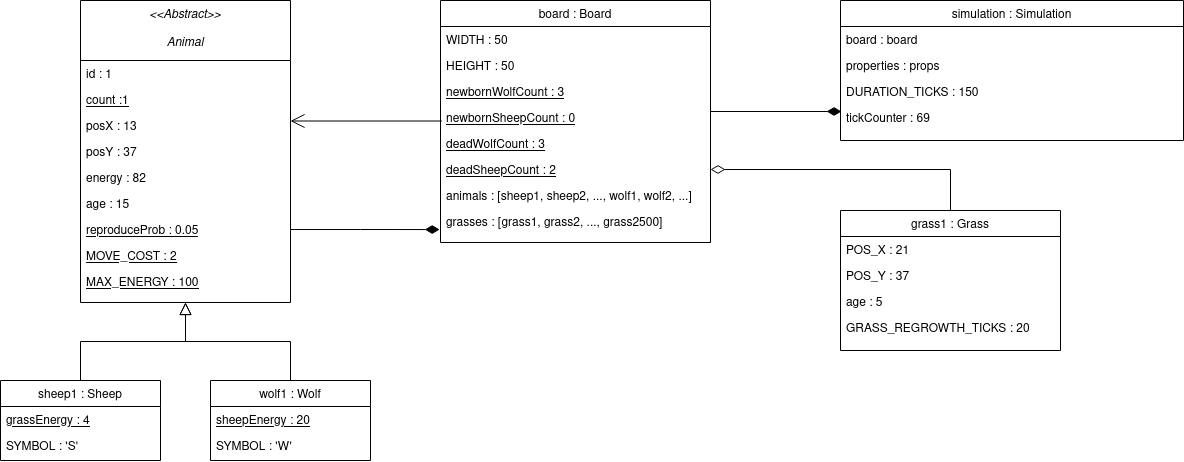 <<Abstract>>
Animal
id : 1
count :1
posX : 13
posY : 37
energy : 82
age : 15
reproduceProb : 0.05
MOVE_COST : 2
MAX_ENERGY : 100
board : Board
WIDTH : 50
HEIGHT : 50
newbornWolfCount : 3
newbornSheepCount : 0
deadWolfCount : 3
deadSheepCount : 2
animals : [sheep1, sheep2, ..., wolf1, wolf2, ...]
grasses : [grass1, grass2, ..., grass2500]
simulation : Simulation
board : board
properties : props
DURATION_TICKS : 150
tickCounter : 69
grass1 : Grass
POS_X : 21
POS_Y : 37
age : 5
GRASS_REGROWTH_TICKS : 20
sheep1 : Sheep
grassEnergy : 4
SYMBOL : 'S'
wolf1 : Wolf
sheepEnergy : 20
SYMBOL : 'W'